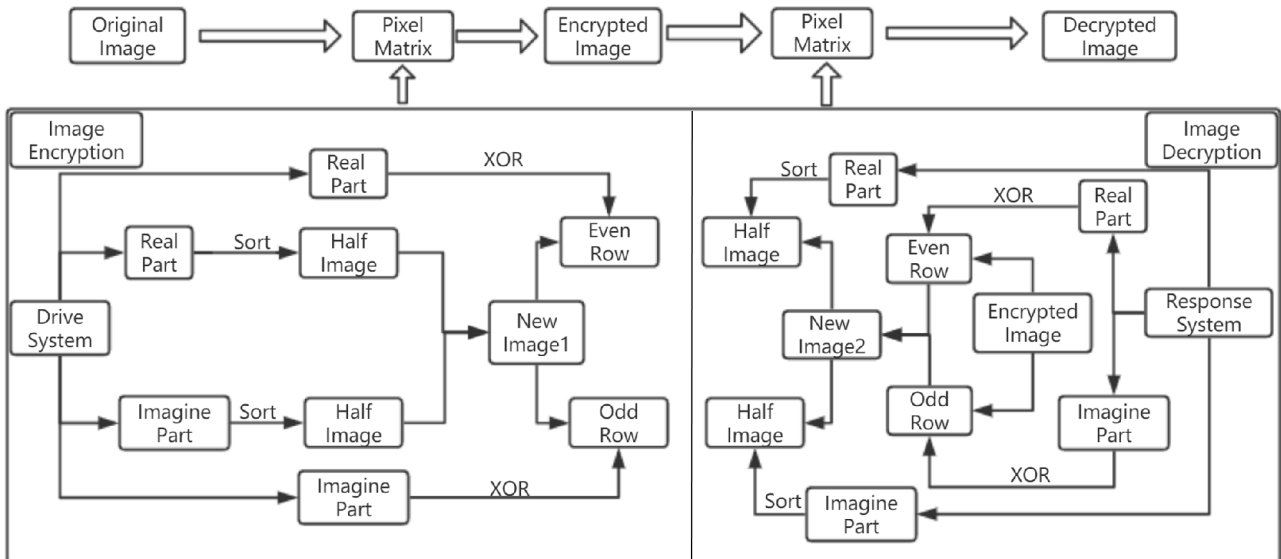 Original
Image
Pixel
Matrix
Encrypted
Image
Pixel
Matrix
Decrypted
Image
Image
Encryption
Real
Part
XOR
Even
Row
Real
Part
Sort
Half
Image
Drive
System
New
Image1
Imagine
Part
Sort
Half
Image
Odd
Row
Imagine
Part
XOR
Image
Decryption
Sort
Real
Part
XOR
Real
Part
Half
Image
Even
Row
New
Image2
Encrypted
Image
Response
System
Half
Image
Odd
Row
Imagine
Part
XOR
Sort
Imagine
Part